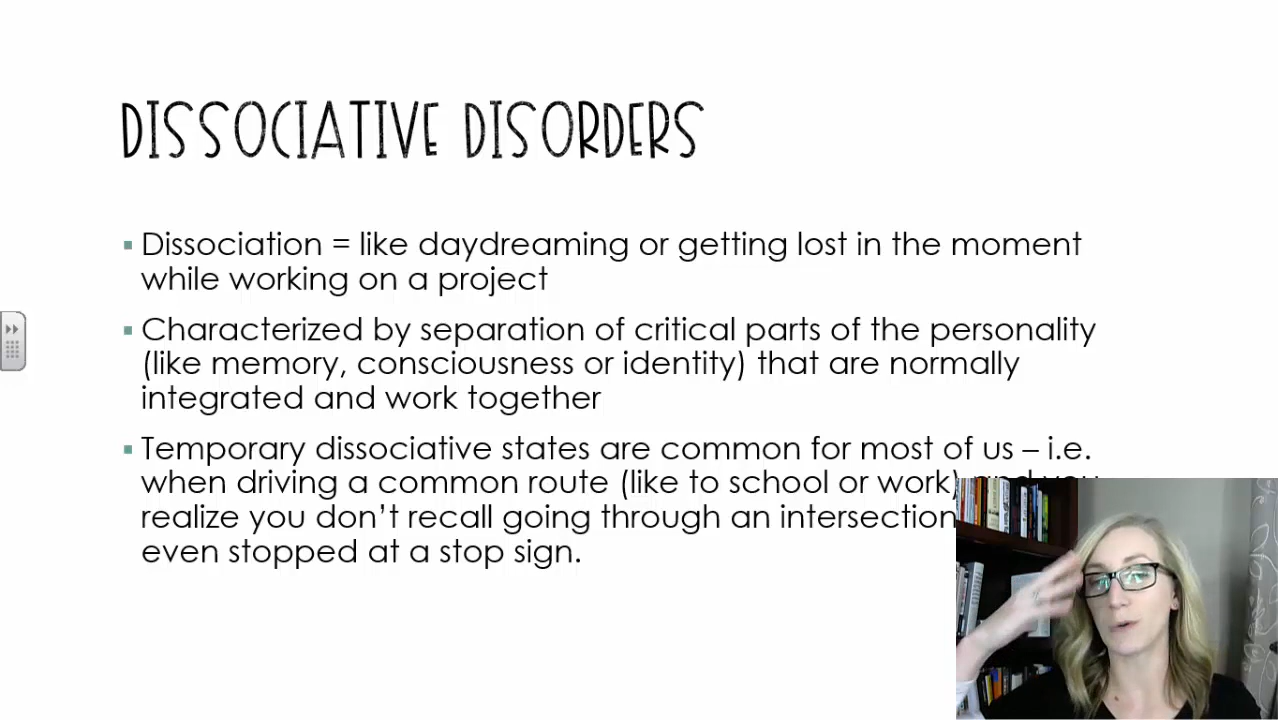 DISSOCIATIVE DISORDERS
Dissociation = like daydreaming or getting lost in the moment
while working on a project
Characterized by separation of critical parts of the personality
(like memory, consciousness or identity) that are normally
integrated and work together
Temporary dissociative states are common for most of us – i.e.
when driving a common route (like to school or work) and you
realize you don’t recall going through an intersection
even stopped at a stop sign.